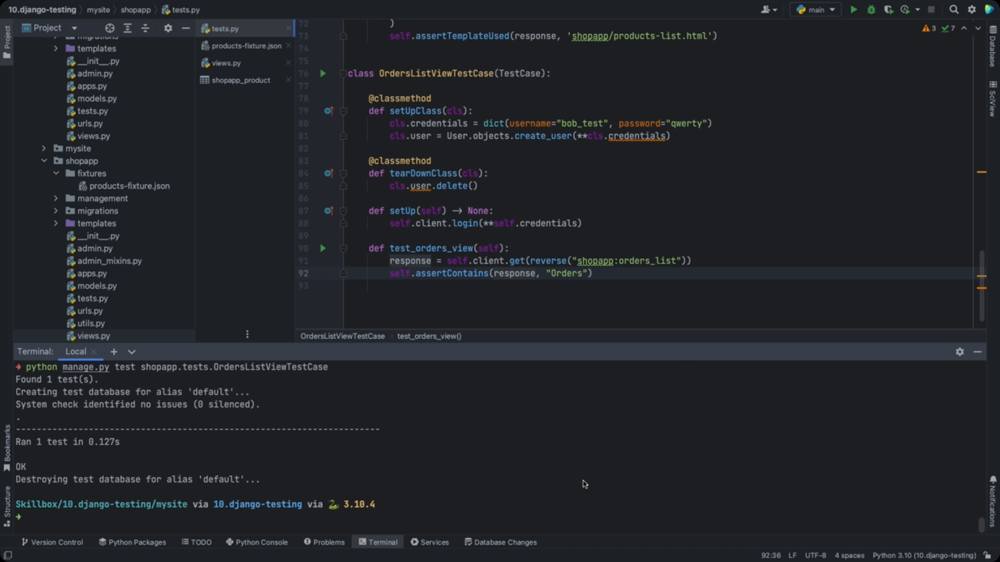 10.django-testing mysite shopapp tests.py
main
Project
tests.py
products-fixture.json
views.py
shopapp_product
migrations
templates
__init__.py
admin.py
apps.py
models.py
tests.py
urls.py
views.py
mysite
shopapp
fixtures
products-fixture.json
management
migrations
templates
__init__.py
admin.py
admin_mixins.py
apps.py
models.py
tests.py
urls.py
utils.py
views.py
3 7
72 )
73 self.assertTemplateUsed(response, 'shopapp/products-list.html')
74
75
76 class OrdersListViewTestCase(TestCase):
77
78 @classmethod
79 def setUpClass(cls):
80 cls.credentials = dict(username="bob_test", password="qwerty")
81 cls.user = User.objects.create_user(**cls.credentials)
82
83 @classmethod
84 def tearDownClass(cls):
85 cls.user.delete()
86
87 def setUp(self) → None:
88 self.client.login(**self.credentials)
89
90 def test_orders_view(self):
91 response = self.client.get(reverse("shopapp:orders_list"))
92 self.assertContains(response, "Orders")
93
OrdersListViewTestCase test_orders_view()
Project
Bookmarks
Structure
Database
SciView
Notifications
Terminal: Local
➜ python manage.py test shopapp.tests.OrdersListViewTestCase
Found 1 test(s).
Creating test database for alias 'default'...
System check identified no issues (0 silenced).
.
----------------------------------------------------------------------
Ran 1 test in 0.127s
OK
Destroying test database for alias 'default'...
Skillbox/10.django-testing/mysite via 10.django-testing via 🐍 3.10.4
➜
Version Control Python Packages TODO Python Console Problems Terminal Services Database Changes
92:36 LF UTF-8 4 spaces Python 3.10 (10.django-testing)